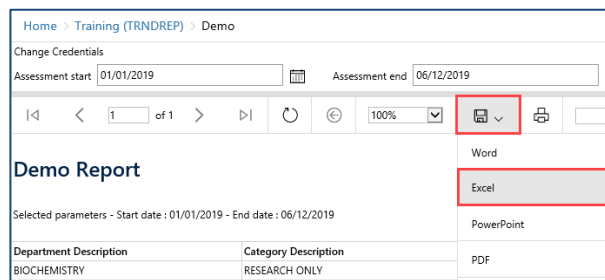 Home > Training (TRNDREP) > Demo
Change Credentials
Assessment start 01/01/2019 Assessment end 06/12/2019
1 of 1 100%
Word
Demo Report
Excel
Selected parameters - Start date : 01/01/2019 - End date : 06/12/2019
PowerPoint
Department Description Category Description
PDF
BIOCHEMISTRY RESEARCH ONLY